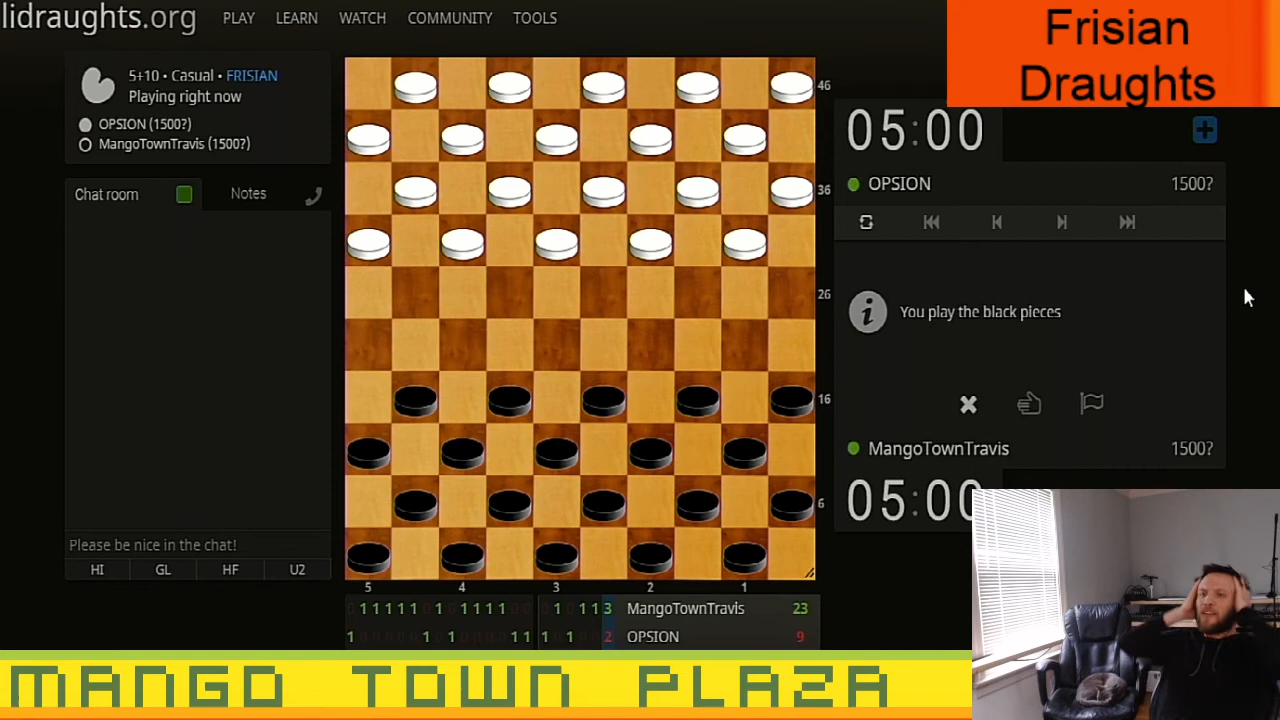 lidraughts.org
PLAY LEARN WATCH COMMUNITY TOOLS
Frisian
Draughts
5+10 • Casual • FRISIAN
Playing right now
OPSION (1500?)
MangoTownTravis (1500?)
Chat room
Notes
Please be nice in the chat!
HI GL HF U2
46
36
26
16
6
5 4 3 2 1
05:00
OPSION 1500?
You play the black pieces
MangoTownTravis 1500?
05:00
MangoTownTravis 23
OPSION 9
MANGO TOWN PLAZA